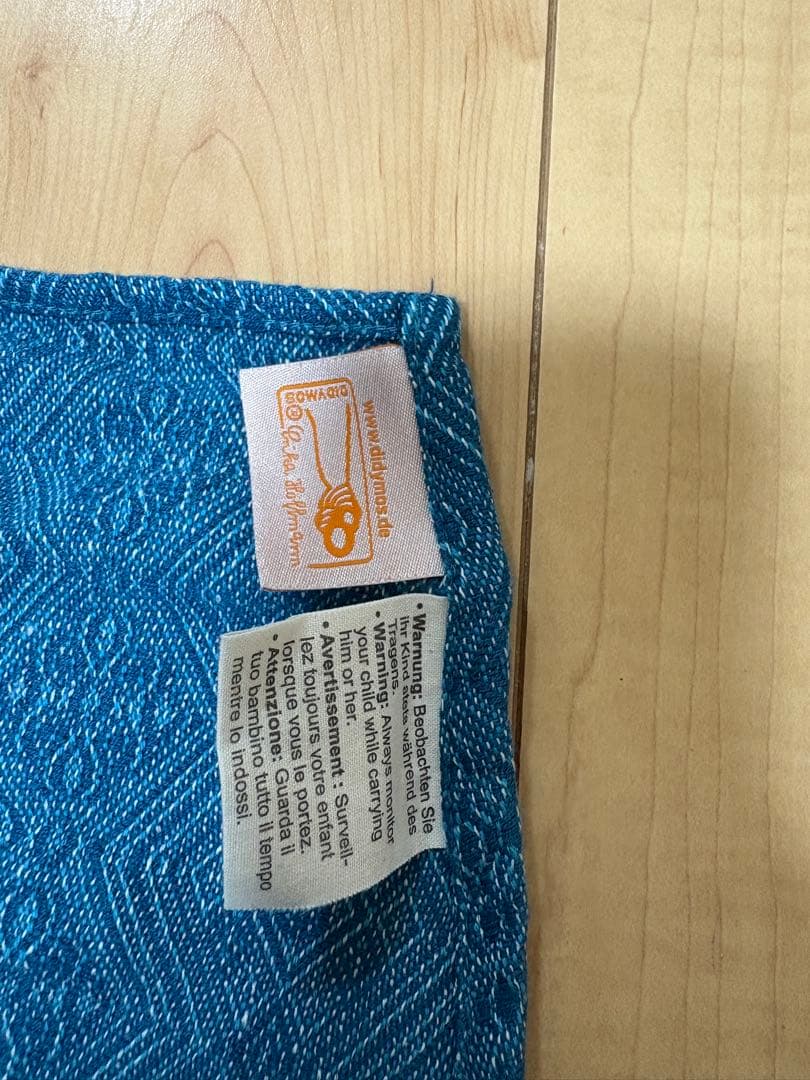 www.didymos.de
DIDYMOS
® Erika Hoffmann
• Warnung: Beobachten Sie
Ihr Kind stets während des
Tragens.
• Warning: Always monitor
your child while carrying
him or her.
• Avertissement : Surveil-
lez toujours votre enfant
lorsque vous le portez.
• Attenzione: Guarda il
tuo bambino tutto il tempo
mentre lo indossi.